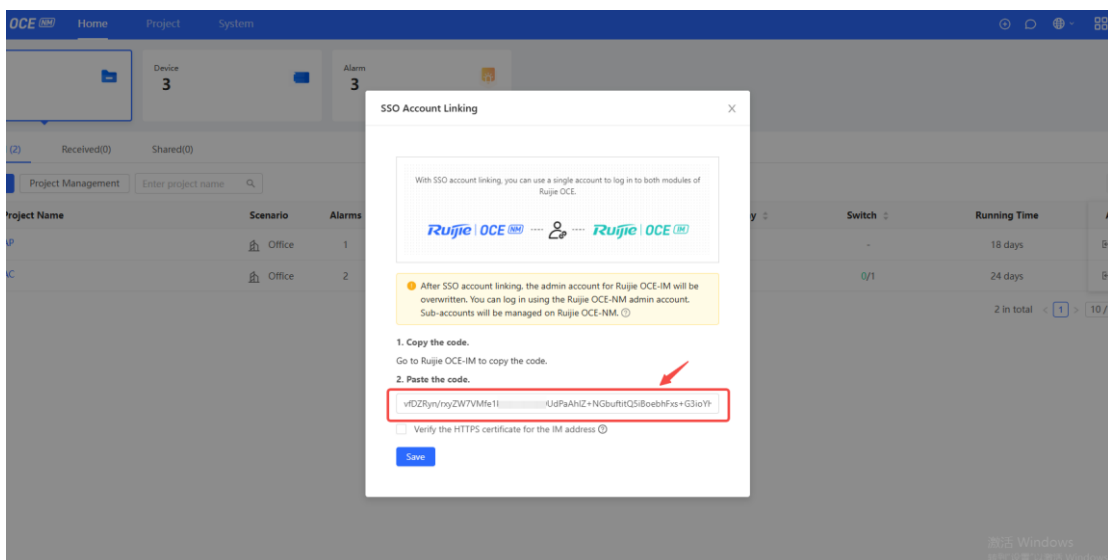 OCE NM Home Project System
Device
3
Alarm
3
SSO Account Linking
(2) Received(0) Shared(0)
With SSO account linking, you can use a single account to log in to both modules of
Ruijie OCE.
Project Management Enter project name
Project Name Scenario Alarms y Switch Running Time
Ruijie OCE NM Ruijie OCE IM
AP Office 1 - 18 days
AC Office 2 0/1 24 days
After SSO account linking, the admin account for Ruijie OCE-IM will be
overwritten. You can log in using the Ruijie OCE-NM admin account.
Sub-accounts will be managed on Ruijie OCE-NM.
2 in total 1 10/
1. Copy the code.
Go to Ruijie OCE-IM to copy the code.
2. Paste the code.
Verify the HTTPS certificate for the IM address
Save
激活 Windows